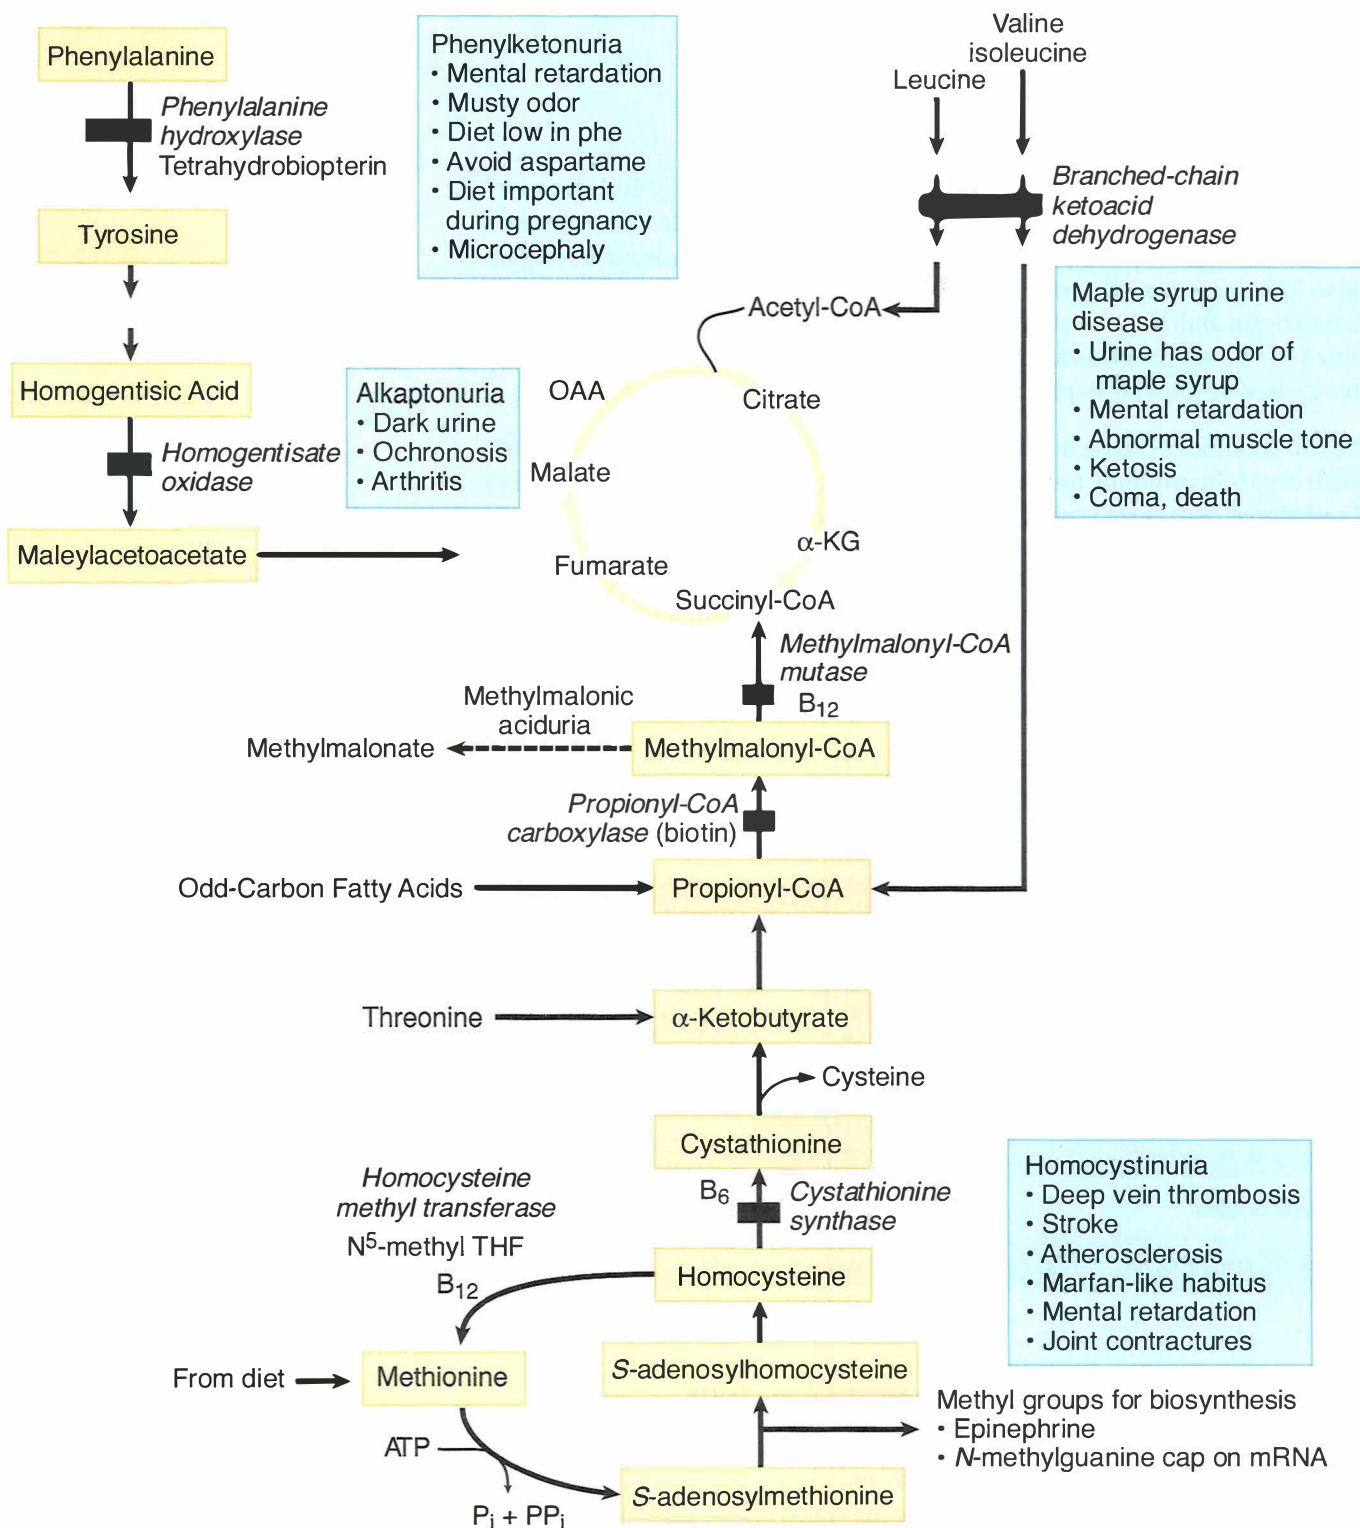 Phenylalanine
Phenylalanine
hydroxylase
Tetrahydrobiopterin
Tyrosine
Homogentisic Acid
Homogentisate
oxidase
Maleylacetoacetate
Phenylketonuria
• Mental retardation
• Musty odor
• Diet low in phe
• Avoid aspartame
• Diet important
during pregnancy
• Microcephaly
Alkaptonuria
• Dark urine
• Ochronosis
• Arthritis
Valine
isoleucine
Leucine
Branched-chain
ketoacid
dehydrogenase
Maple syrup urine
disease
• Urine has odor of
maple syrup
• Mental retardation
• Abnormal muscle tone
• Ketosis
• Coma, death
Acetyl-CoA
OAA
Citrate
Malate
α-KG
Fumarate
Succinyl-CoA
Methylmalonyl-CoA
mutase
B12
Methylmalonic
aciduria
Methylmalonate
Methylmalonyl-CoA
Propionyl-CoA
carboxylase (biotin)
Odd-Carbon Fatty Acids
Propionyl-CoA
Threonine
α-Ketobutyrate
Cysteine
Cystathionine
B6
Cystathionine
synthase
Homocysteine
methyl transferase
N5-methyl THF
B12
Homocysteine
Homocystinuria
• Deep vein thrombosis
• Stroke
• Atherosclerosis
• Marfan-like habitus
• Mental retardation
• Joint contractures
From diet
Methionine
S-adenosylhomocysteine
Methyl groups for biosynthesis
• Epinephrine
• N-methylguanine cap on mRNA
ATP
Pi + PPi
S-adenosylmethionine